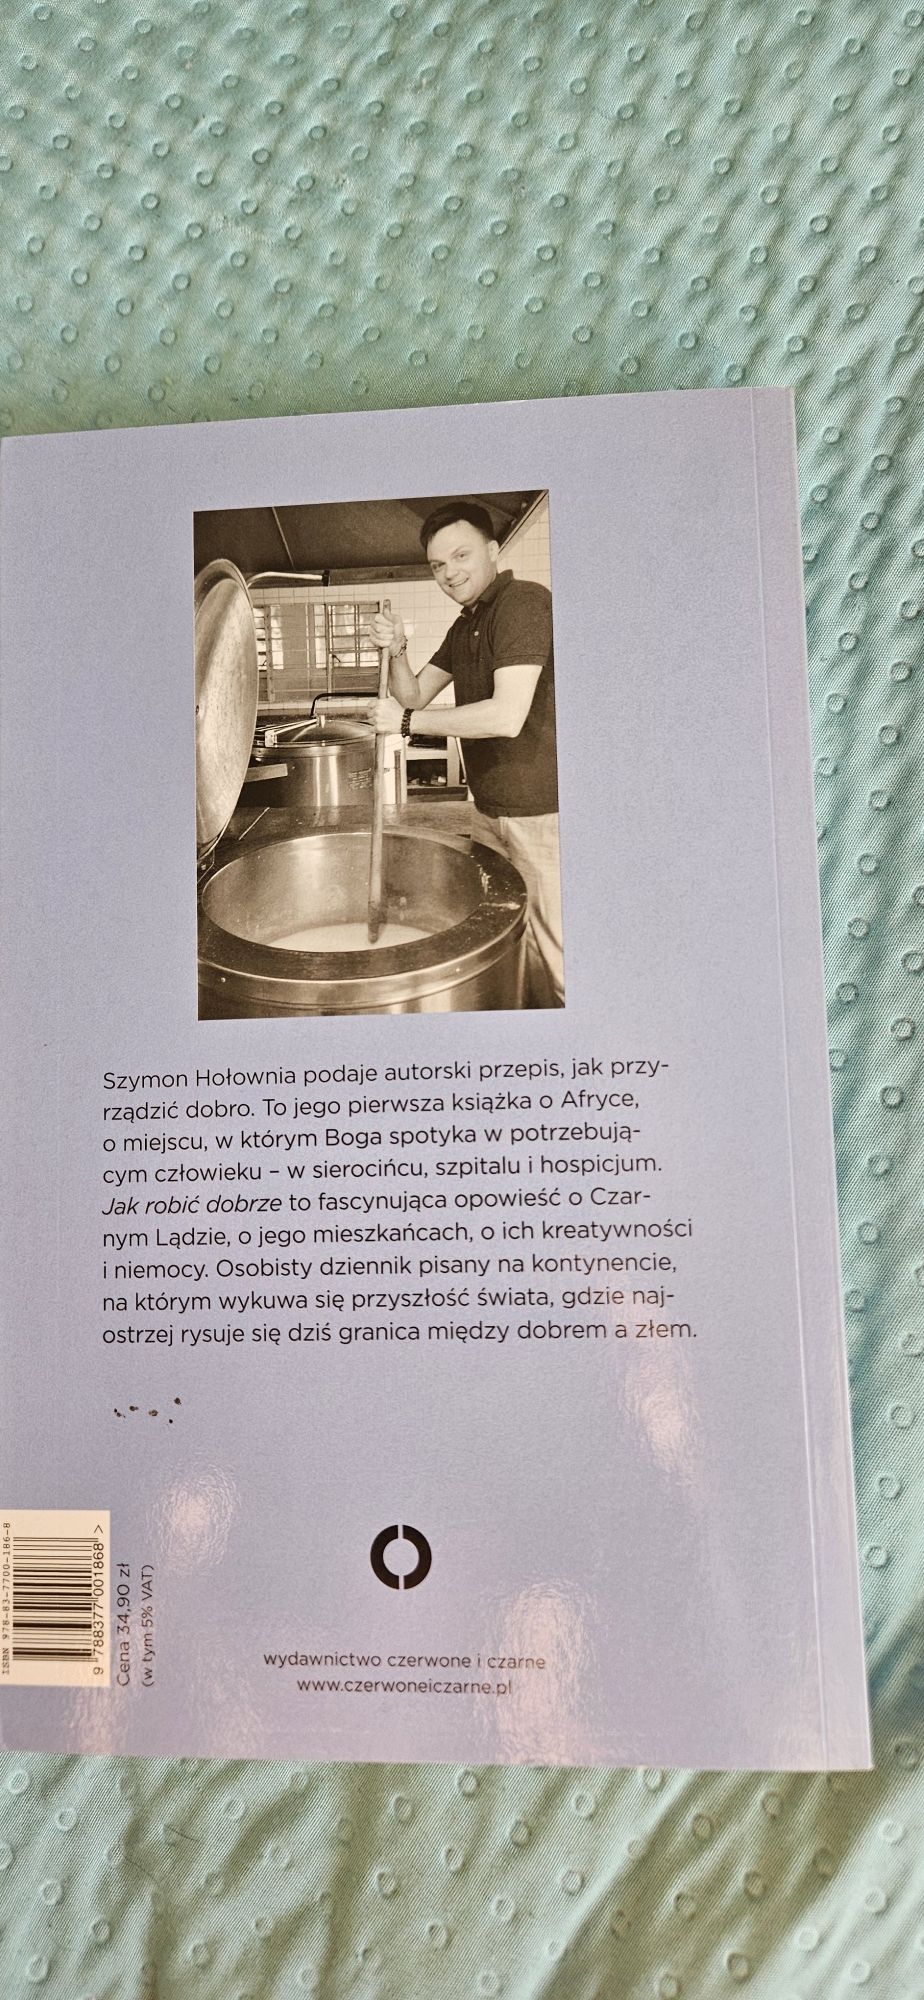 Szymon Hołownia podaje autorski przepis, jak przy-
rządzić dobro. To jego pierwsza książka o Afryce,
o miejscu, w którym Boga spotyka w potrzebują-
cym człowieku – w sierocińcu, szpitalu i hospicjum.
Jak robić dobrze to fascynująca opowieść o Czar-
nym Lądzie, o jego mieszkańcach, o ich kreatywności
i niemocy. Osobisty dziennik pisany na kontynencie,
na którym wykuwa się przyszłość świata, gdzie naj-
ostrzej rysuje się dziś granica między dobrem a złem.
ISBN 978-83-7700-186-8
9 788377 001868 >
Cena 34,90 zł
(w tym 5% VAT)
wydawnictwo czerwone i czarne
www.czerwoneiczarne.pl